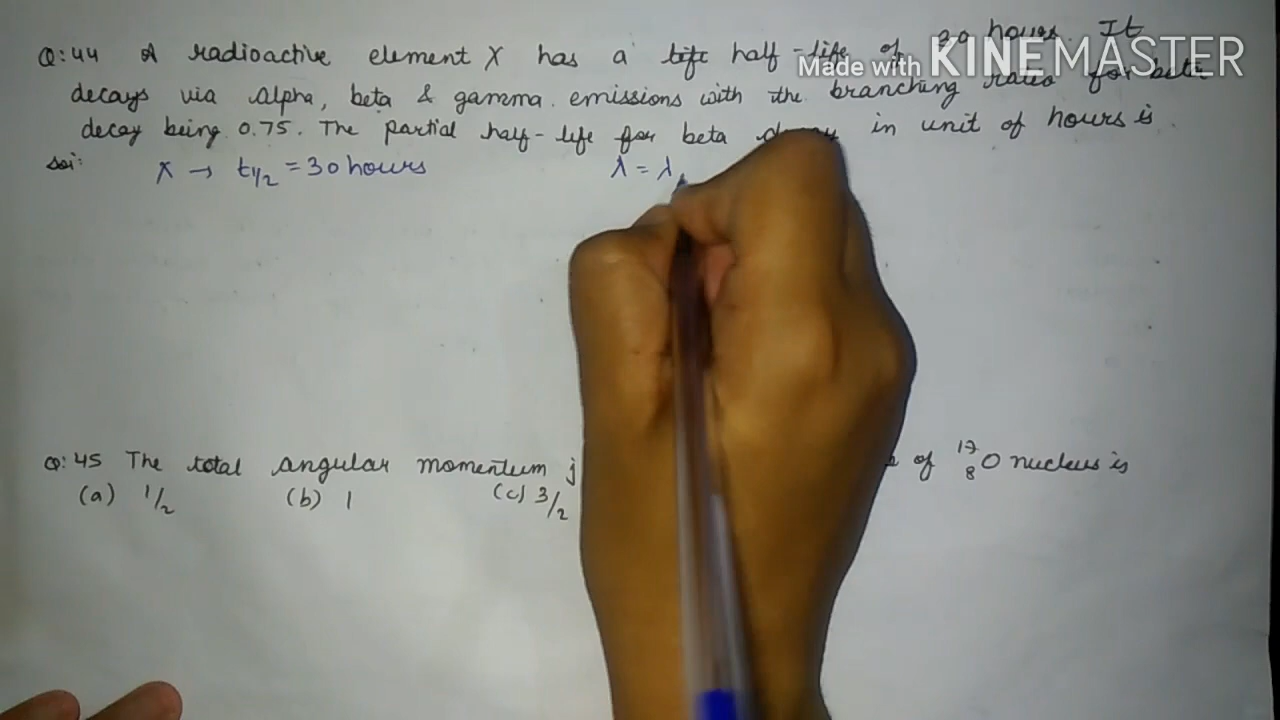 Q:44 A radioactive element X has a half-life of 30 hours. It
Made with KINEMASTER
decays via alpha, beta & gamma emissions with the branching ratio for beta
decay being 0.75. The partial half-life for beta decay in unit of hours is
X → t1/2 = 30 hours λ = λ
Q:45 The total angular momentum j of 17 8 O nucleus is
(a) 1/2 (b) 1 (c) 3/2